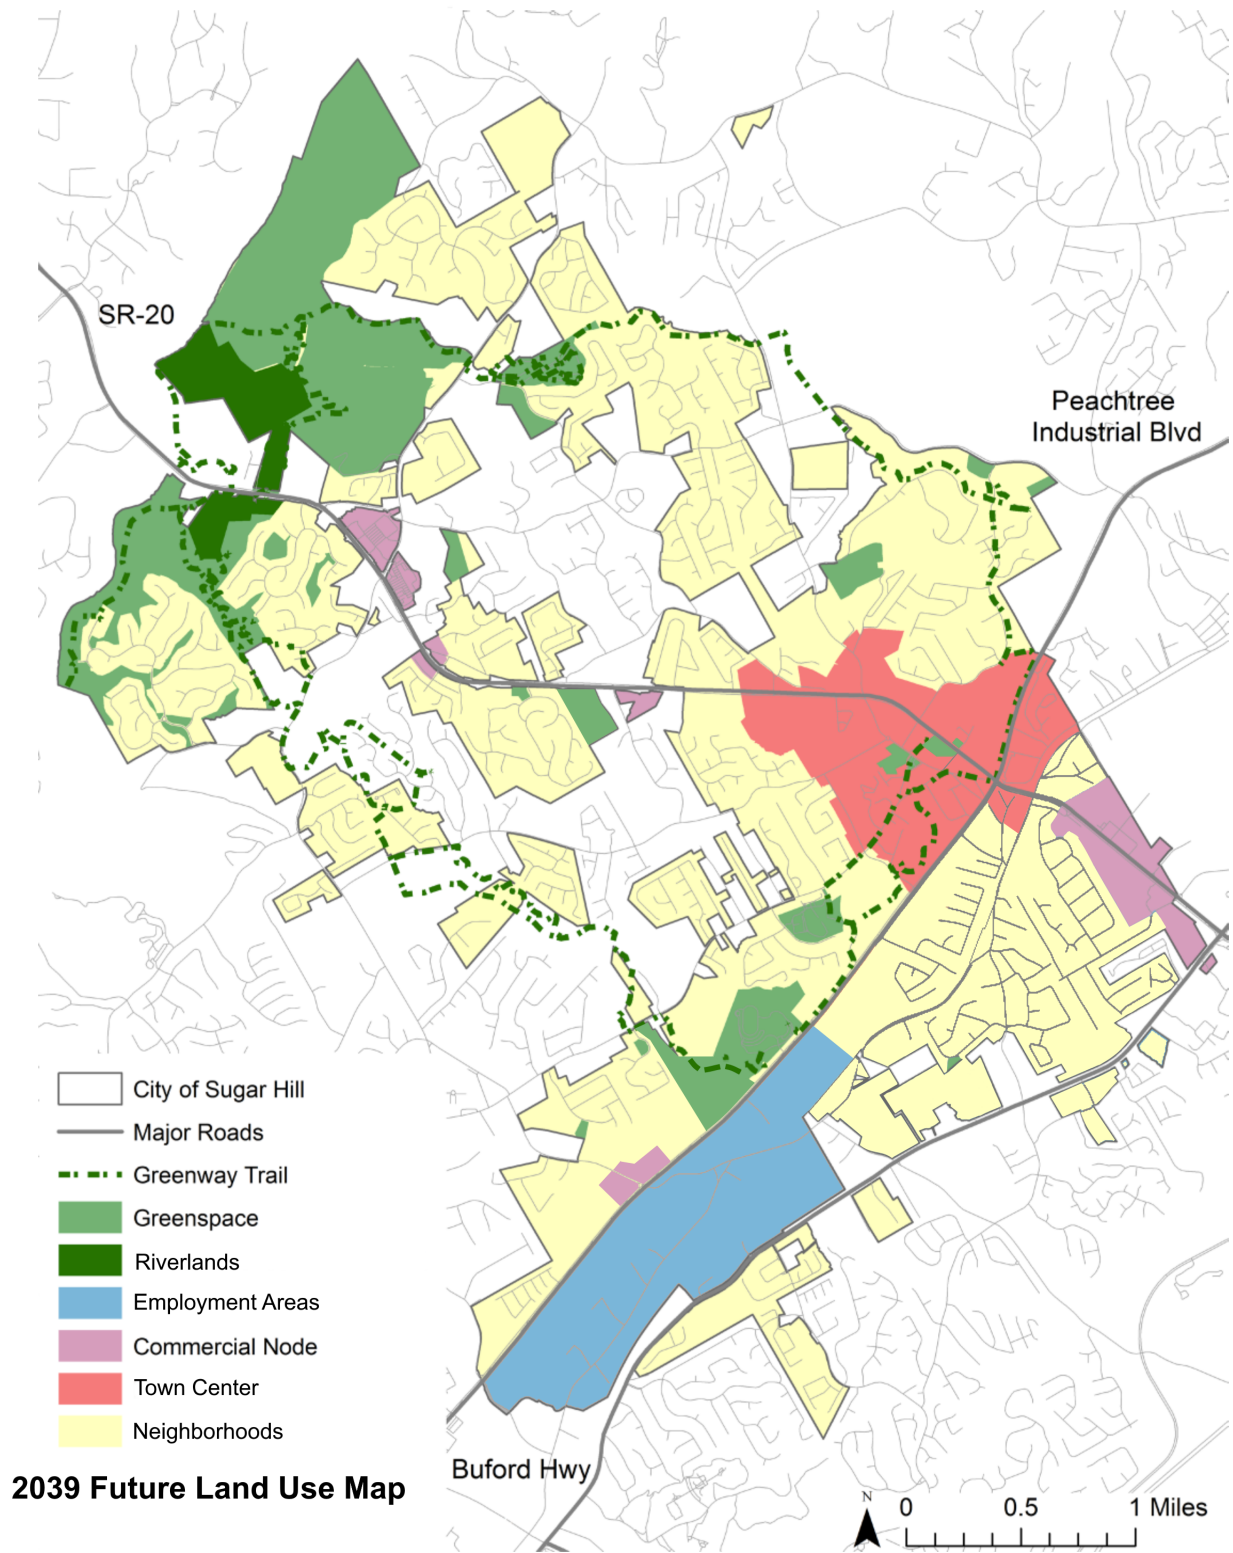 SR-20
Peachtree
Industrial Blvd
City of Sugar Hill
Major Roads
Greenway Trail
Greenspace
Riverlands
Employment Areas
Commercial Node
Town Center
Neighborhoods
2039 Future Land Use Map
Buford Hwy
N
0 0.5 1 Miles